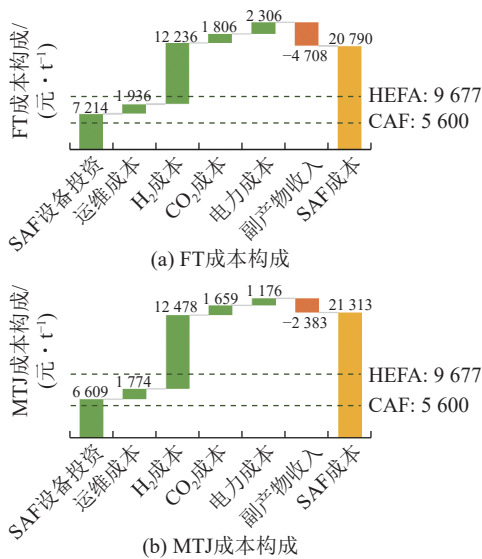 FT成本构成/
(元·t⁻¹)
7 214
1 936
12 236
1 806
2 306
−4 708
20 790
HEFA: 9 677
CAF: 5 600
SAF设备投资
运维成本
H₂成本
CO₂成本
电力成本
副产物收入
SAF成本
(a) FT成本构成
MTJ成本构成/
(元·t⁻¹)
6 609
1 774
12 478
1 659
1 176
−2 383
21 313
HEFA: 9 677
CAF: 5 600
SAF设备投资
运维成本
H₂成本
CO₂成本
电力成本
副产物收入
SAF成本
(b) MTJ成本构成